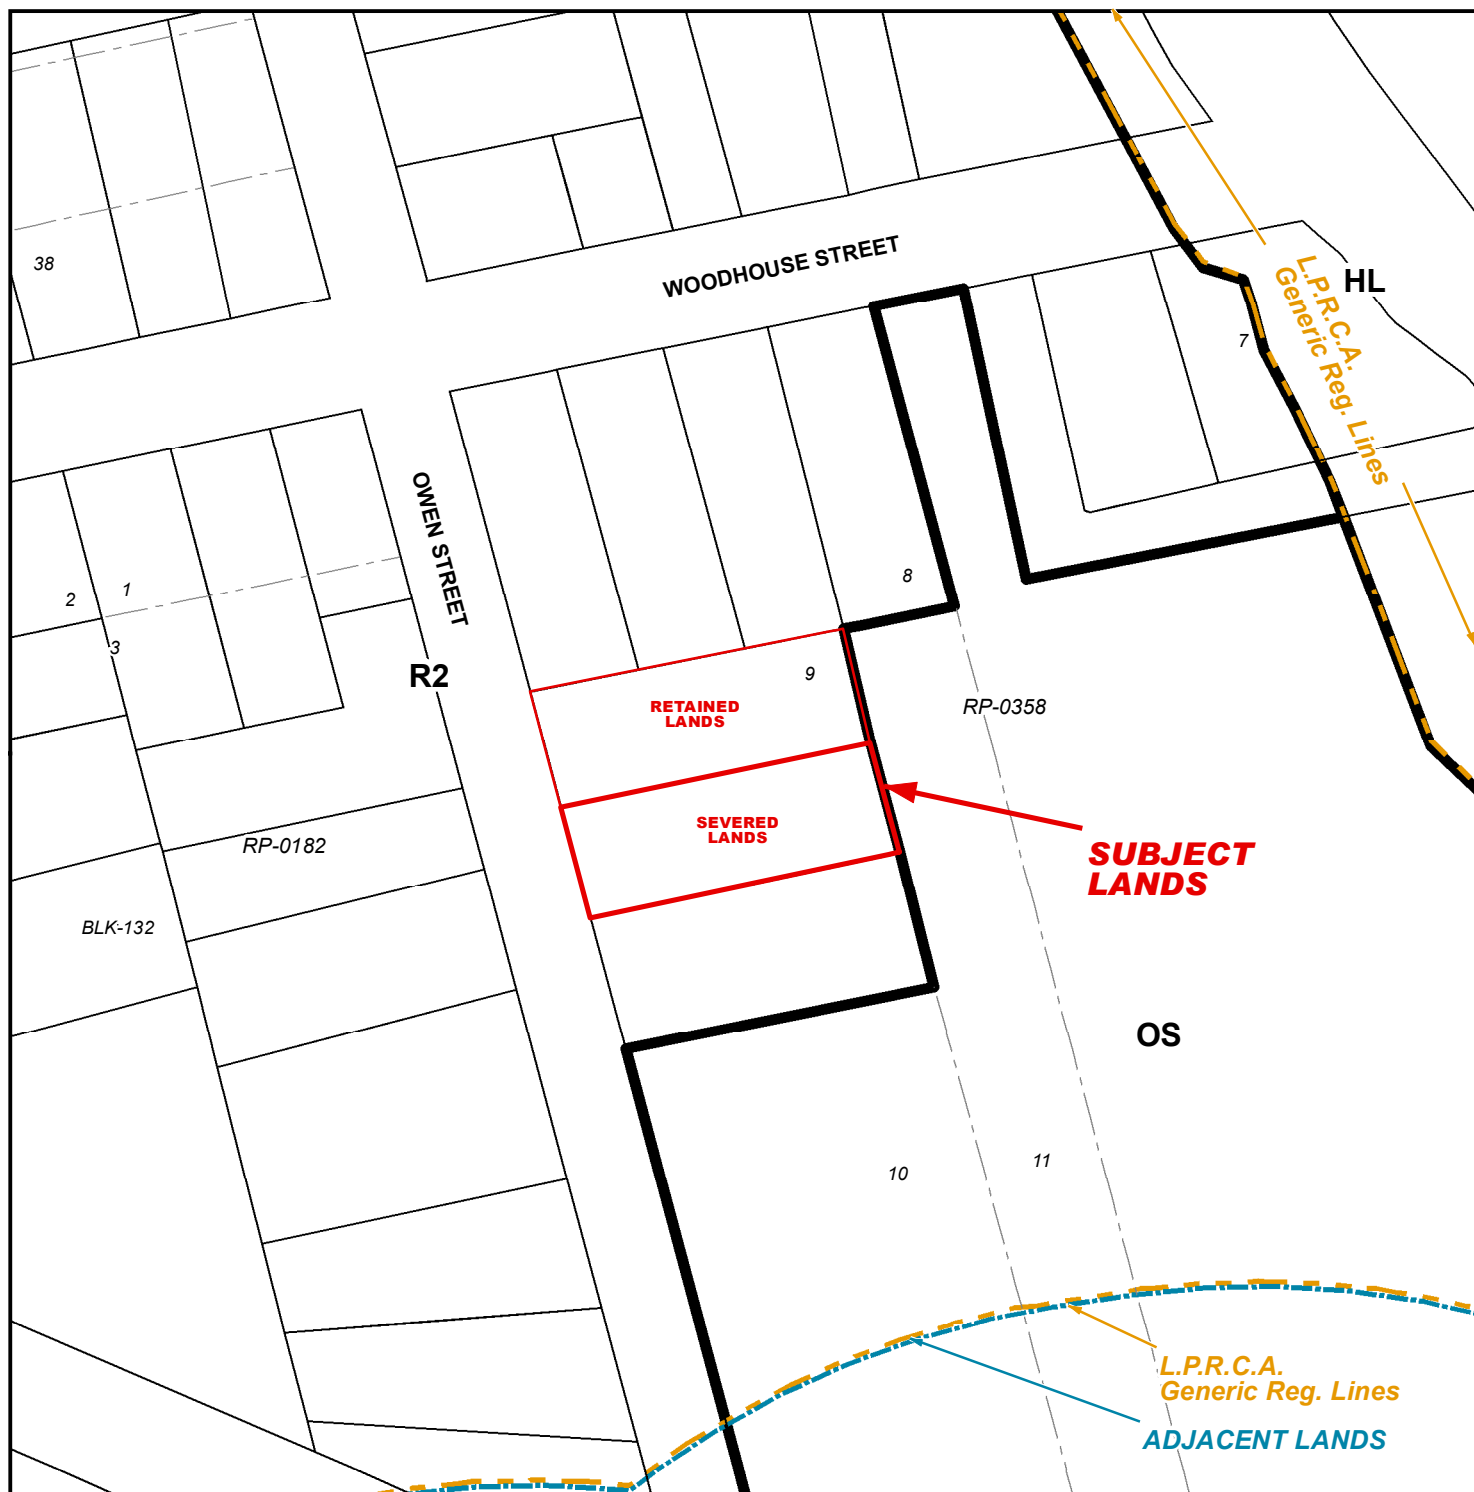 38
WOODHOUSE STREET
HL
L.P.R.C.A.
Generic Reg. Lines
7
OWEN STREET
8
2
1
3
R2
9
RETAINED
LANDS
RP-0358
SEVERED
LANDS
RP-0182
SUBJECT
LANDS
BLK-132
OS
10
11
L.P.R.C.A.
Generic Reg. Lines
ADJACENT LANDS